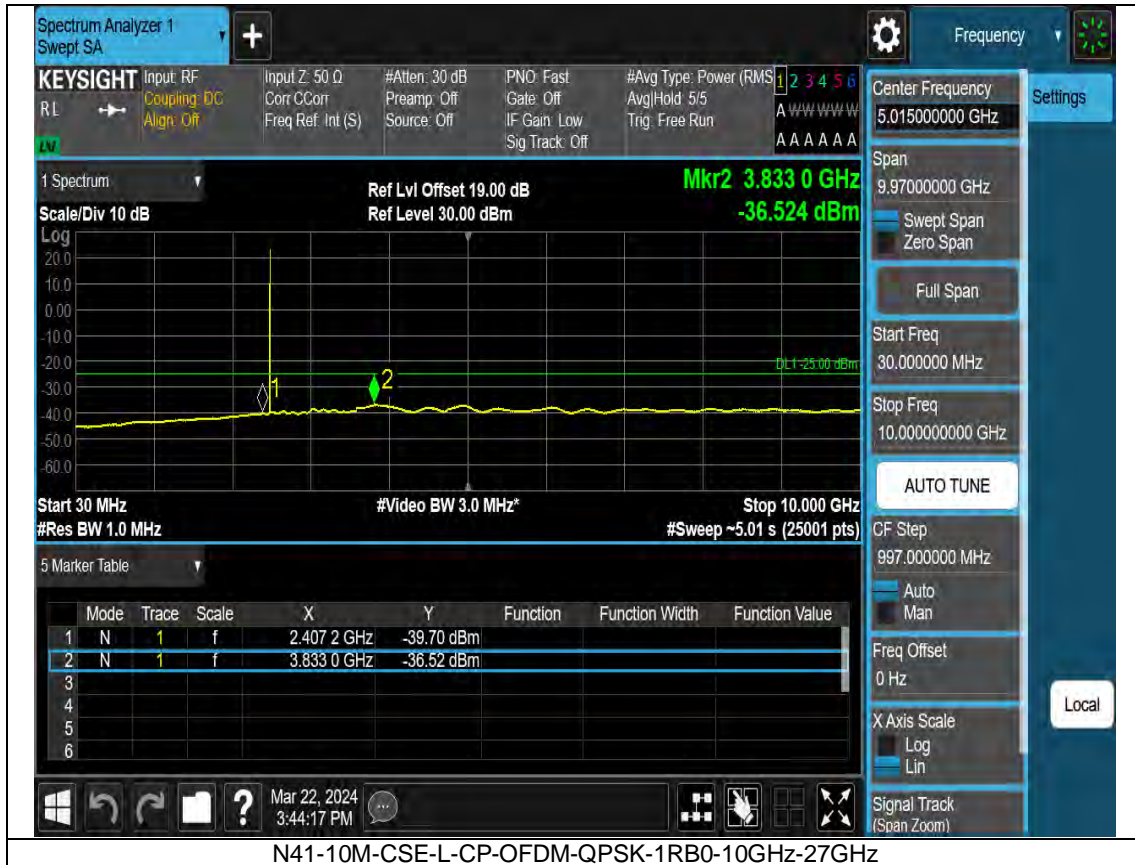 Spectrum Analyzer 1
Swept SA
Frequency
KEYSIGHT
RL
Input: RF
Coupling: DC
Align: Off
Input Z: 50 Ω
Corr CCorr
Freq Ref: Int (S)
#Atten: 30 dB
Preamp: Off
Source: Off
PNO: Fast
Gate: Off
IF Gain: Low
Sig Track: Off
#Avg Type: Power (RMS
Avg|Hold: 5/5
Trig: Free Run
1 2 3 4 5 6
A W W W W W
A A A A A A
1 Spectrum
Scale/Div 10 dB
Ref Lvl Offset 19.00 dB
Ref Level 30.00 dBm
Mkr2 3.833 0 GHz
-36.524 dBm
Log
20.0
10.0
0.00
-10.0
-20.0
-30.0
-40.0
-50.0
-60.0
DL1 -25.00 dBm
1
2
Start 30 MHz
#Res BW 1.0 MHz
#Video BW 3.0 MHz*
Stop 10.000 GHz
#Sweep ~5.01 s (25001 pts)
5 Marker Table
Mode Trace Scale X Y Function Function Width Function Value
1 N 1 f 2.407 2 GHz -39.70 dBm
2 N 1 f 3.833 0 GHz -36.52 dBm
3
4
5
6
Mar 22, 2024
3:44:17 PM
?
Center Frequency
5.015000000 GHz
Settings
Span
9.97000000 GHz
Swept Span
Zero Span
Full Span
Start Freq
30.000000 MHz
Stop Freq
10.000000000 GHz
AUTO TUNE
CF Step
997.000000 MHz
Auto
Man
Freq Offset
0 Hz
X Axis Scale
Log
Lin
Signal Track
(Span Zoom)
Local
N41-10M-CSE-L-CP-OFDM-QPSK-1RB0-10GHz-27GHz